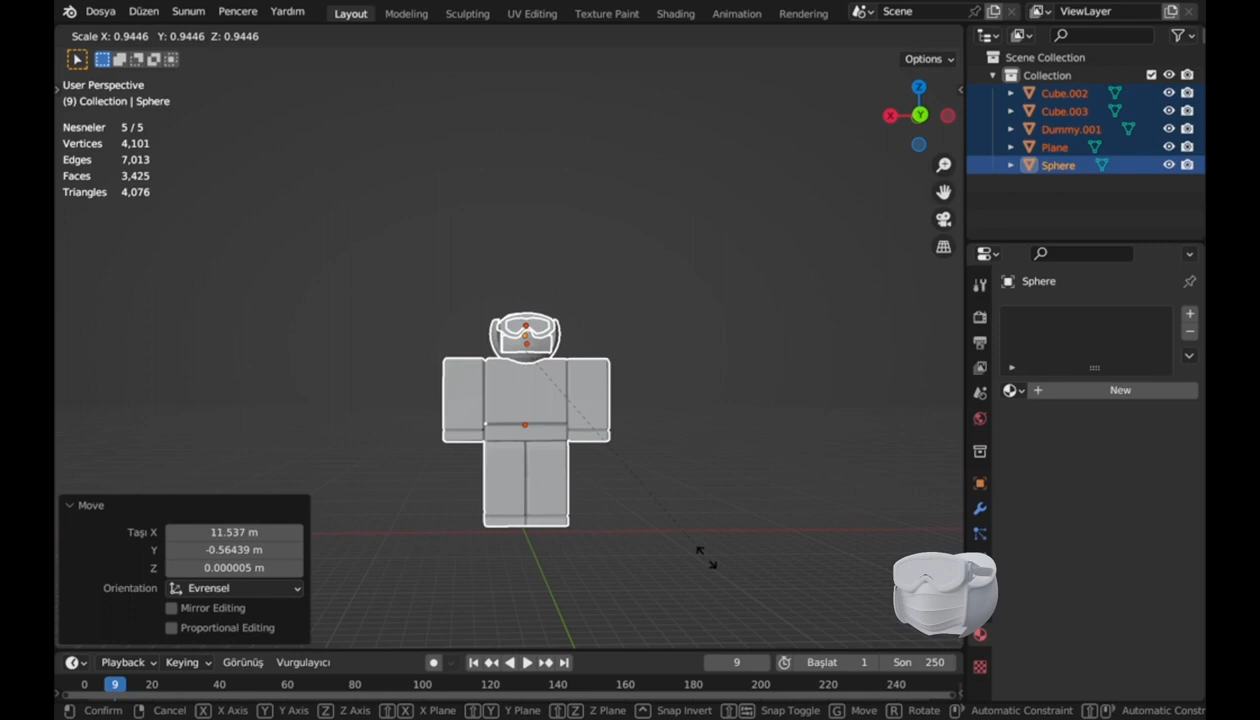 Dosya Düzen Sunum Pencere Yardım Layout Modeling Sculpting UV Editing Texture Paint Shading Animation Rendering Scene ViewLayer
Scale X: 0.9446 Y: 0.9446 Z: 0.9446
Options
User Perspective
(9) Collection | Sphere
Nesneler 5 / 5
Vertices 4,101
Edges 7,013
Faces 3,425
Triangles 4,076
Z
X
Y
Scene Collection
Collection
Cube.002
Cube.003
Dummy.001
Plane
Sphere
Sphere
New
Move
Taşı X 11.537 m
Y -0.56439 m
Z 0.000005 m
Orientation Evrensel
Mirror Editing
Proportional Editing
Playback Keying Görünüş Vurgulayıcı 9 Başlat 1 Son 250
0 9 20 40 60 80 100 120 140 160 180 200 220 240
Confirm Cancel X X Axis Y Y Axis Z Z Axis X X Plane Y Y Plane Z Z Plane Snap Invert Snap Toggle G Move R Rotate Automatic Constraint Automatic Constr